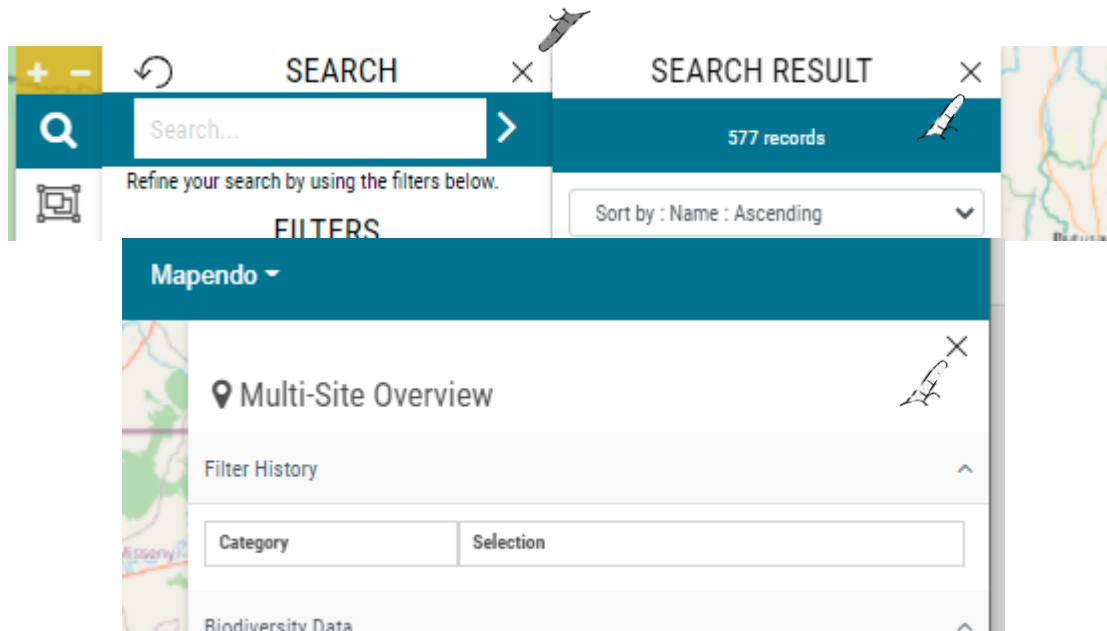 + -
SEARCH
SEARCH RESULT
Search...
577 records
Refine your search by using the filters below.
Sort by : Name : Ascending
FILTERS
Mapendo
Multi-Site Overview
Filter History
Category Selection
Biodiversity Data